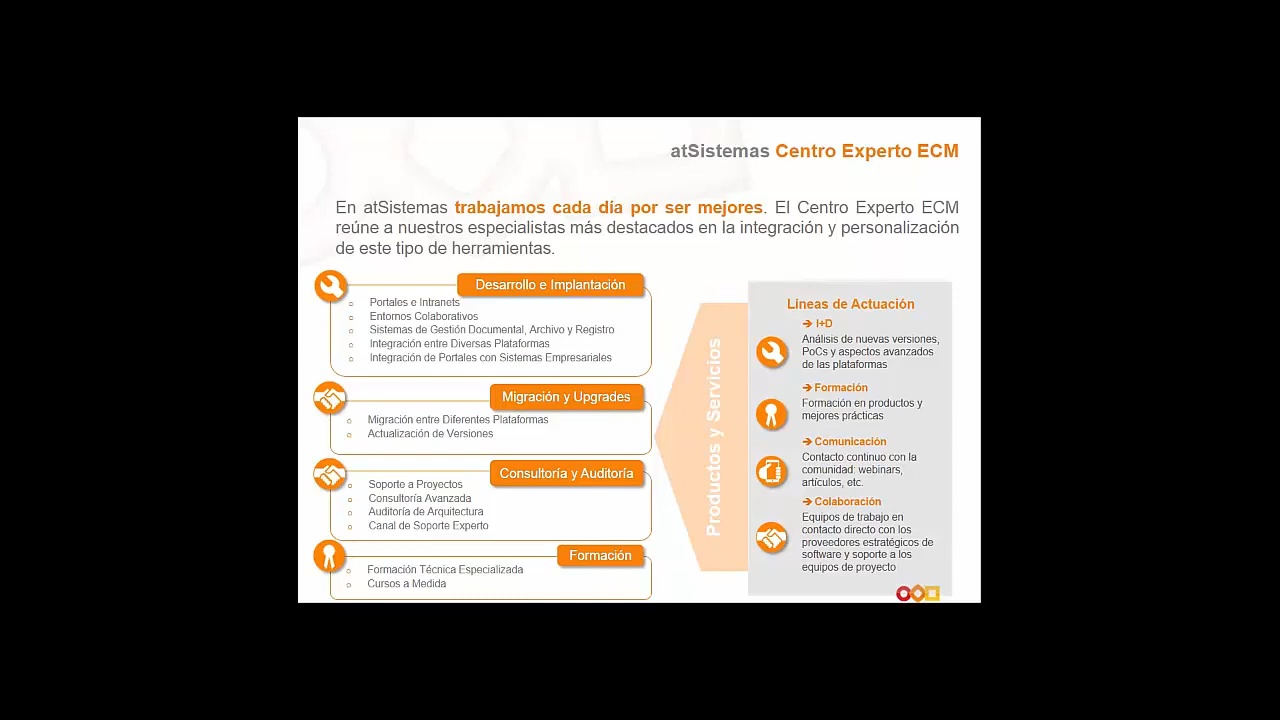 atSistemas Centro Experto ECM
En atSistemas trabajamos cada día por ser mejores. El Centro Experto ECM
reúne a nuestros especialistas más destacados en la integración y personalización
de este tipo de herramientas.
Desarrollo e Implantación
Portales e Intranets
Entornos Colaborativos
Sistemas de Gestión Documental, Archivo y Registro
Integración entre Diversas Plataformas
Integración de Portales con Sistemas Empresariales
Migración y Upgrades
Migración entre Diferentes Plataformas
Actualización de Versiones
Consultoría y Auditoría
Soporte a Proyectos
Consultoría Avanzada
Auditoría de Arquitectura
Canal de Soporte Experto
Formación
Formación Técnica Especializada
Cursos a Medida
Productos y Servicios
Líneas de Actuación
➔ I+D
Análisis de nuevas versiones,
PoCs y aspectos avanzados
de las plataformas
➔ Formación
Formación en productos y
mejores prácticas
➔ Comunicación
Contacto continuo con la
comunidad: webinars,
artículos, etc.
➔ Colaboración
Equipos de trabajo en
contacto directo con los
proveedores estratégicos de
software y soporte a los
equipos de proyecto